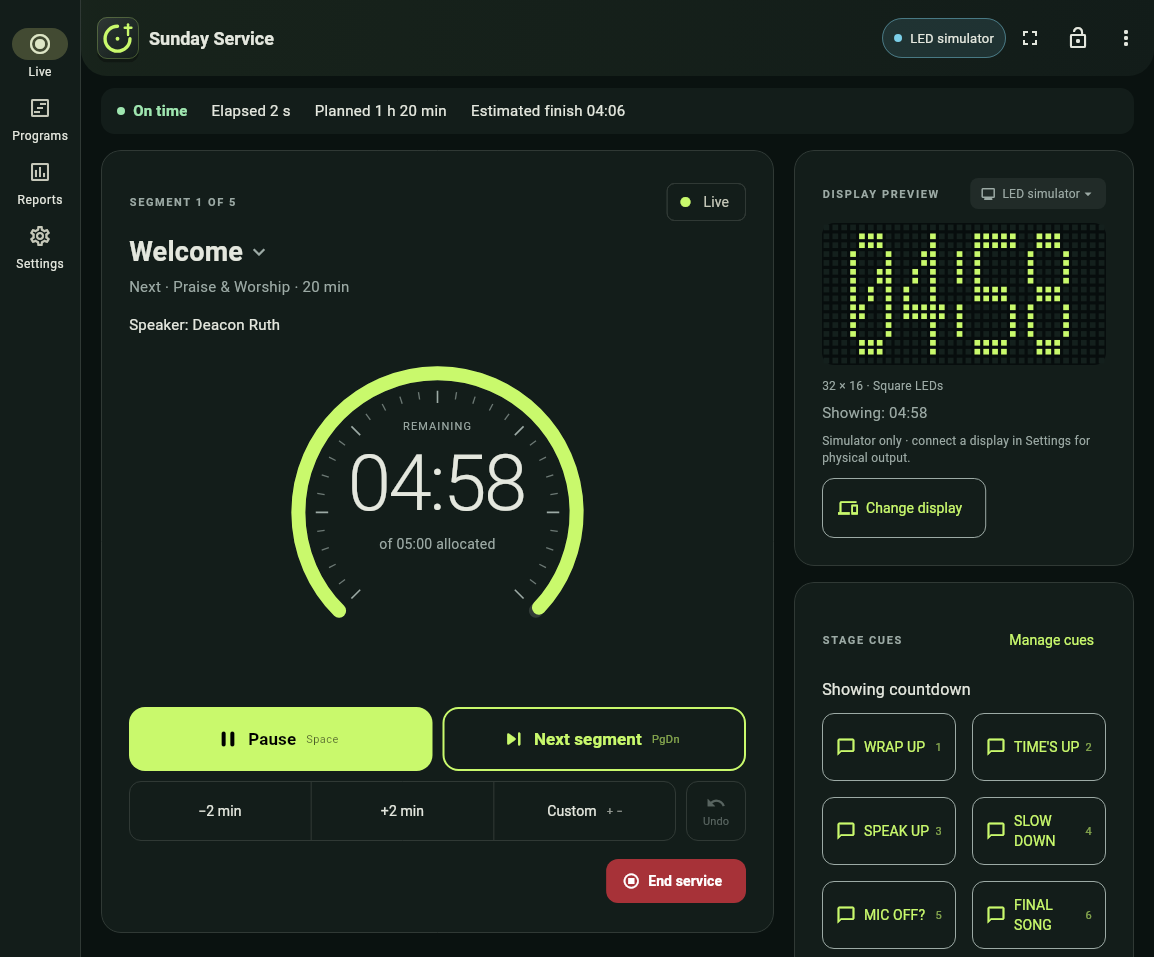 Live
Programs
Reports
Settings
Sunday Service
LED simulator
On time Elapsed 2 s Planned 1 h 20 min Estimated finish 04:06
SEGMENT 1 OF 5
Live
Welcome
Next · Praise & Worship · 20 min
Speaker: Deacon Ruth
REMAINING
04:58
of 05:00 allocated
Pause Space
Next segment PgDn
−2 min
+2 min
Custom + −
Undo
End service
DISPLAY PREVIEW
LED simulator
04:58
32 × 16 · Square LEDs
Showing: 04:58
Simulator only · connect a display in Settings for
physical output.
Change display
STAGE CUES
Manage cues
Showing countdown
WRAP UP 1
TIME'S UP 2
SPEAK UP 3
SLOW
DOWN 4
MIC OFF? 5
FINAL
SONG 6